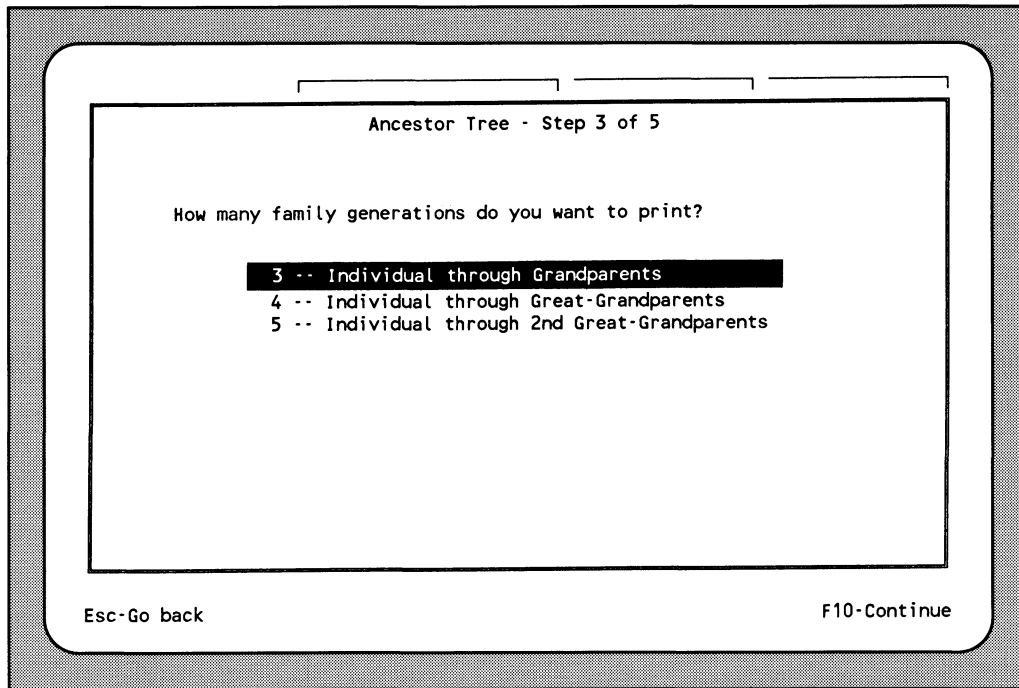 Ancestor Tree - Step 3 of 5
How many family generations do you want to print?
3 -- Individual through Grandparents
4 -- Individual through Great-Grandparents
5 -- Individual through 2nd Great-Grandparents
Esc-Go back
F10-Continue